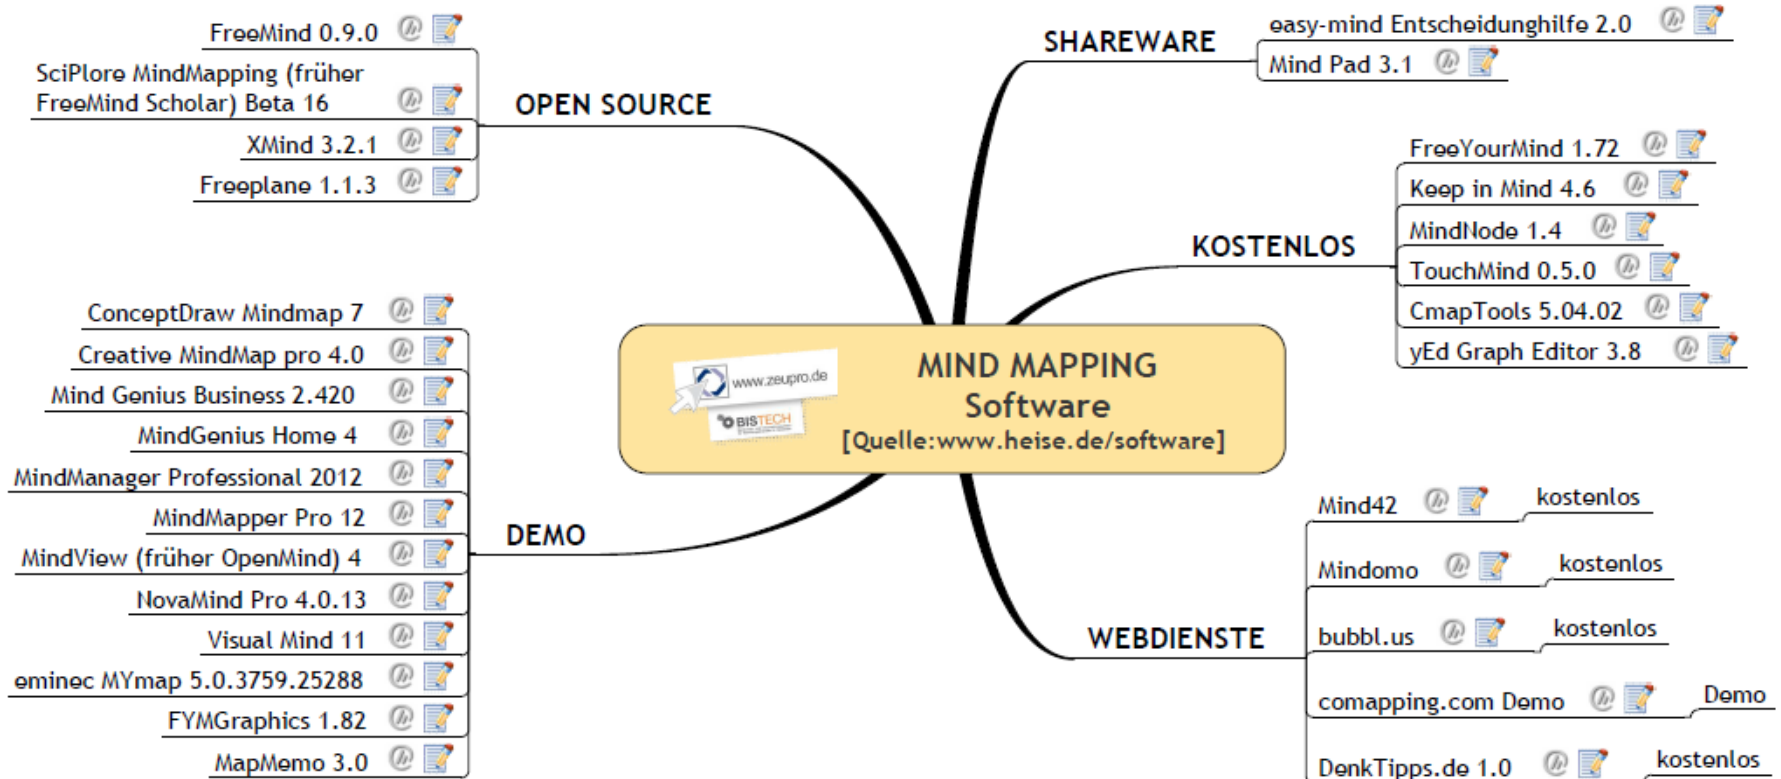 FreeMind 0.9.0
SciPlore MindMapping (früher
FreeMind Scholar) Beta 16
XMind 3.2.1
Freeplane 1.1.3
OPEN SOURCE
ConceptDraw Mindmap 7
Creative MindMap pro 4.0
Mind Genius Business 2.420
MindGenius Home 4
MindManager Professional 2012
MindMapper Pro 12
MindView (früher OpenMind) 4
NovaMind Pro 4.0.13
Visual Mind 11
eminec MYmap 5.0.3759.25288
FYMGraphics 1.82
MapMemo 3.0
DEMO
www.zeupro.de
BISTECH
MIND MAPPING
Software
[Quelle:www.heise.de/software]
SHAREWARE
easy-mind Entscheidunghilfe 2.0
Mind Pad 3.1
KOSTENLOS
FreeYourMind 1.72
Keep in Mind 4.6
MindNode 1.4
TouchMind 0.5.0
CmapTools 5.04.02
yEd Graph Editor 3.8
WEBDIENSTE
Mind42 kostenlos
Mindomo kostenlos
bubbl.us kostenlos
comapping.com Demo Demo
DenkTipps.de 1.0 kostenlos